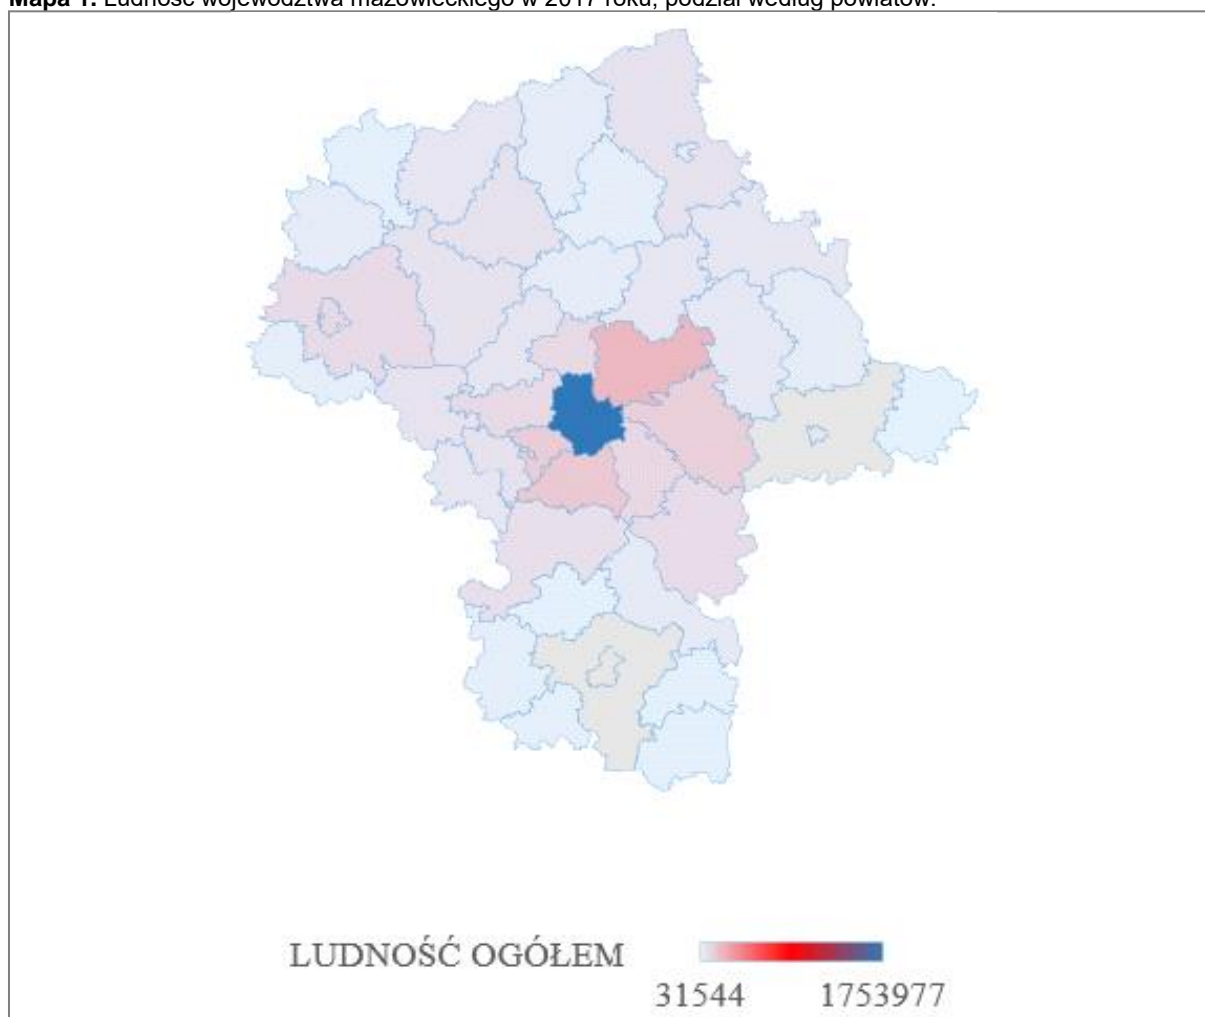 Mapa 1. Ludność województwa mazowieckiego w 2017 roku, podział według powiatów.
LUDNOŚĆ OGÓŁEM
31544 1753977